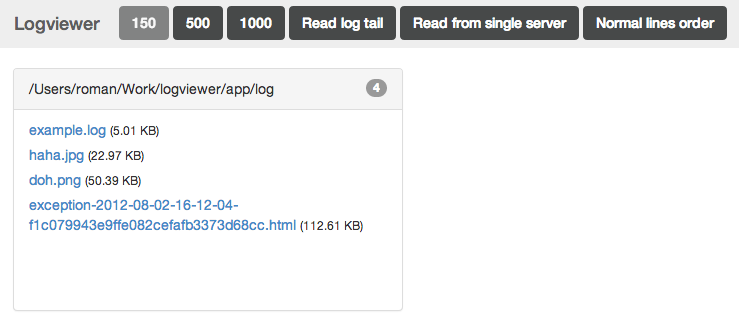 Logviewer 150 500 1000 Read log tail Read from single server Normal lines order
/Users/roman/Work/logviewer/app/log 4
example.log (5.01 KB)
haha.jpg (22.97 KB)
doh.png (50.39 KB)
exception-2012-08-02-16-12-04-
f1c079943e9ffe082cefafb3373d68cc.html (112.61 KB)